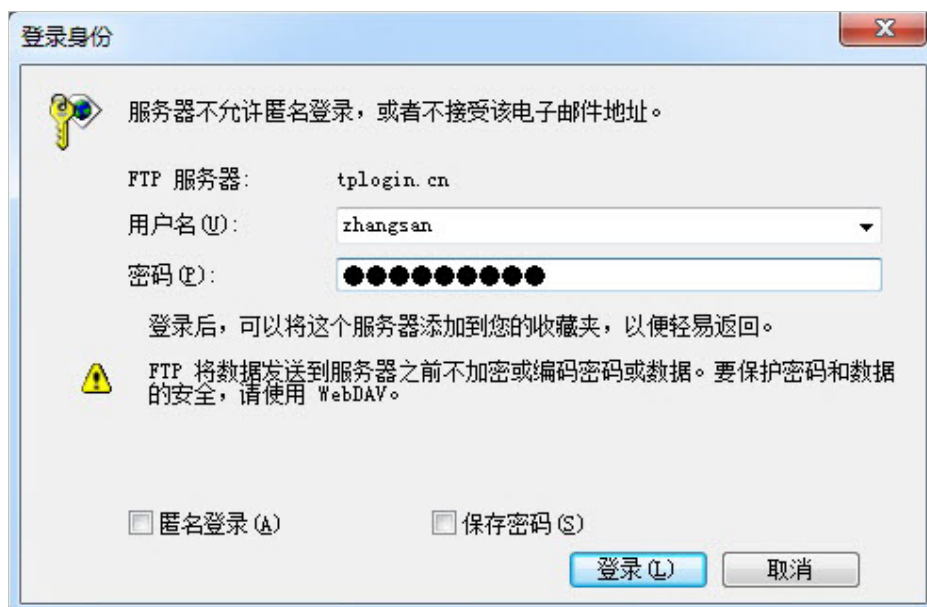 登录身份
服务器不允许匿名登录，或者不接受该电子邮件地址。
FTP 服务器: tplogin.cn
用户名(U): zhangsan
密码(P): ●●●●●●●●●
登录后，可以将这个服务器添加到您的收藏夹，以便轻易返回。
FTP 将数据发送到服务器之前不加密或编码密码或数据。要保护密码和数据
的安全，请使用 WebDAV。
匿名登录(A) 保存密码(S)
登录(L) 取消